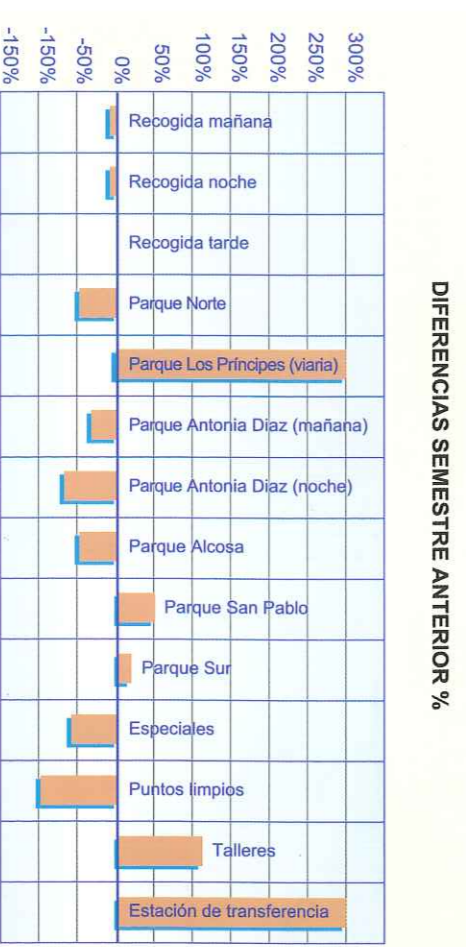 DIFERENCIAS SEMESTRE ANTERIOR %
300%
250%
200%
150%
100%
50%
0%
-50%
-150%
-150%
Recogida mañana
Recogida noche
Recogida tarde
Parque Norte
Parque Los Príncipes (viaria)
Parque Antonia Diaz (mañana)
Parque Antonia Diaz (noche)
Parque Alcosa
Parque San Pablo
Parque Sur
Especiales
Puntos limpios
Talleres
Estación de transferencia